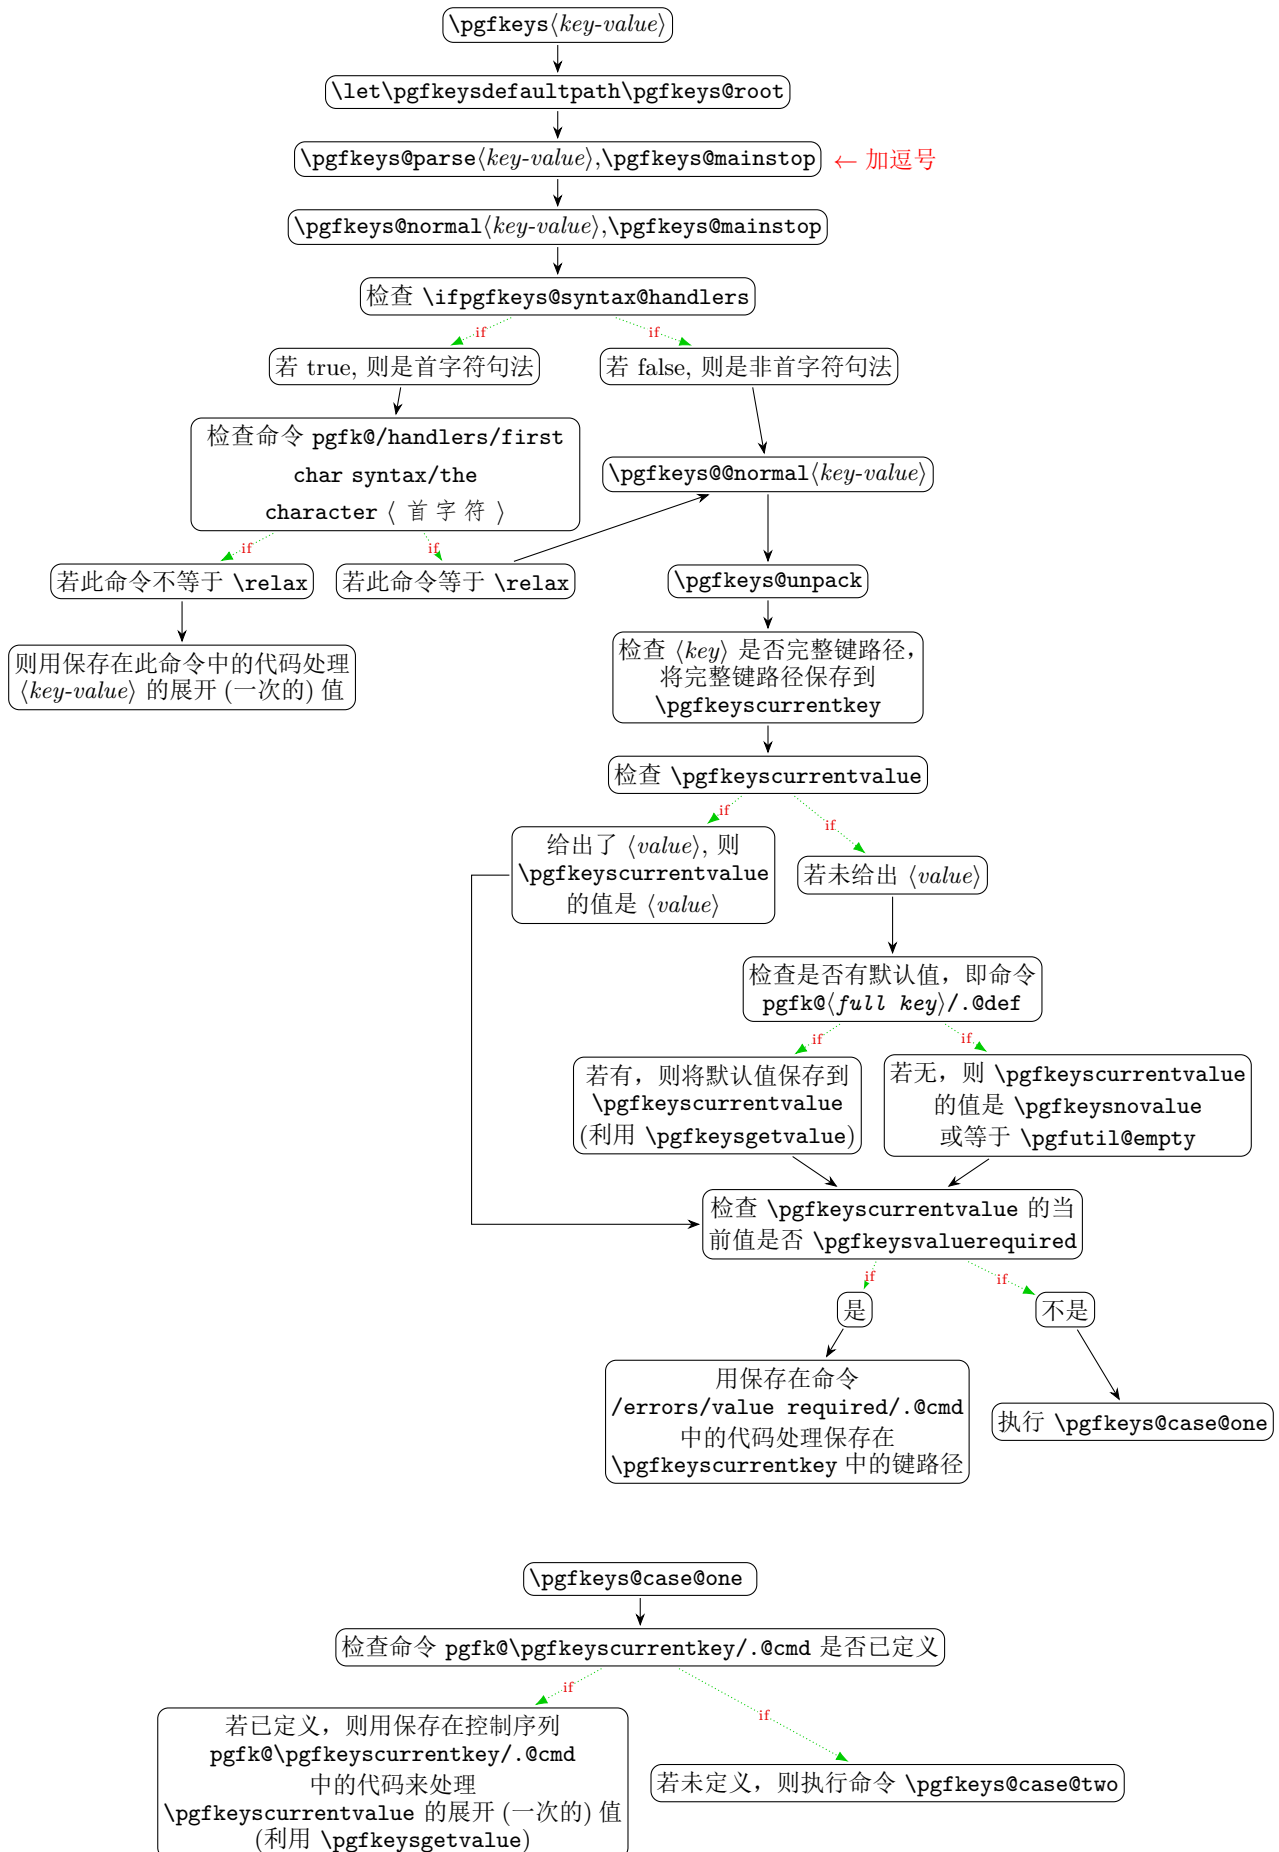 \pgfkeys⟨key-value⟩
\let\pgfkeysdefaultpath\pgfkeys@root
\pgfkeys@parse⟨key-value⟩,\pgfkeys@mainstop ← 加逗号
\pgfkeys@normal⟨key-value⟩,\pgfkeys@mainstop
检查 \ifpgfkeys@syntax@handlers
if
if
若 true, 则是首字符句法
若 false, 则是非首字符句法
检查命令 pgfk@/handlers/first
char syntax/the
character⟨ 首 字 符 ⟩
\pgfkeys@@normal⟨key-value⟩
if
if
若此命令不等于 \relax
若此命令等于 \relax
\pgfkeys@unpack
则用保存在此命令中的代码处理
⟨key-value⟩ 的展开 (一次的) 值
检查 ⟨key⟩ 是否完整键路径，
将完整键路径保存到
\pgfkeyscurrentkey
检查 \pgfkeyscurrentvalue
if
if
给出了 ⟨value⟩, 则
\pgfkeyscurrentvalue
的值是 ⟨value⟩
若未给出 ⟨value⟩
检查是否有默认值，即命令
pgfk@⟨full key⟩/.@def
if
if
若有，则将默认值保存到
\pgfkeyscurrentvalue
(利用 \pgfkeysgetvalue)
若无，则 \pgfkeyscurrentvalue
的值是 \pgfkeysnovalue
或等于 \pgfutil@empty
检查 \pgfkeyscurrentvalue 的当
前值是否 \pgfkeysvaluerequired
if
if
是
不是
用保存在命令
/errors/value required/.@cmd
中的代码处理保存在
\pgfkeyscurrentkey 中的键路径
执行 \pgfkeys@case@one
\pgfkeys@case@one
检查命令 pgfk@\pgfkeyscurrentkey/.@cmd 是否已定义
if
if
若已定义，则用保存在控制序列
pgfk@\pgfkeyscurrentkey/.@cmd
中的代码来处理
\pgfkeyscurrentvalue 的展开 (一次的) 值
(利用 \pgfkeysgetvalue)
若未定义，则执行命令 \pgfkeys@case@two